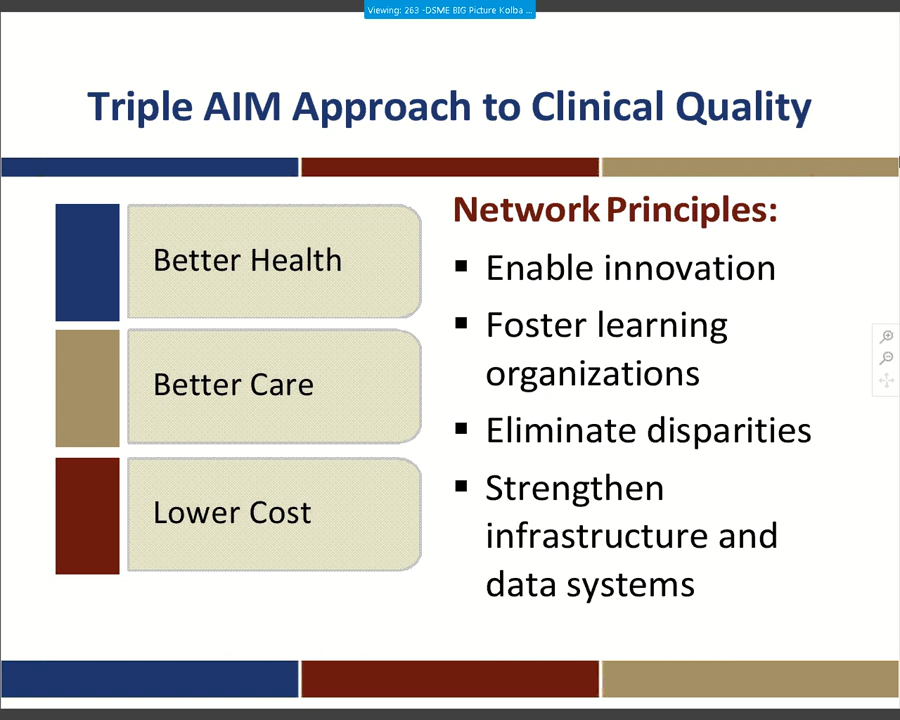 Viewing: 263 -DSME BIG Picture Kolba ...
Triple AIM Approach to Clinical Quality
Better Health
Better Care
Lower Cost
Network Principles:
▪ Enable innovation
▪ Foster learning
organizations
▪ Eliminate disparities
▪ Strengthen
infrastructure and
data systems